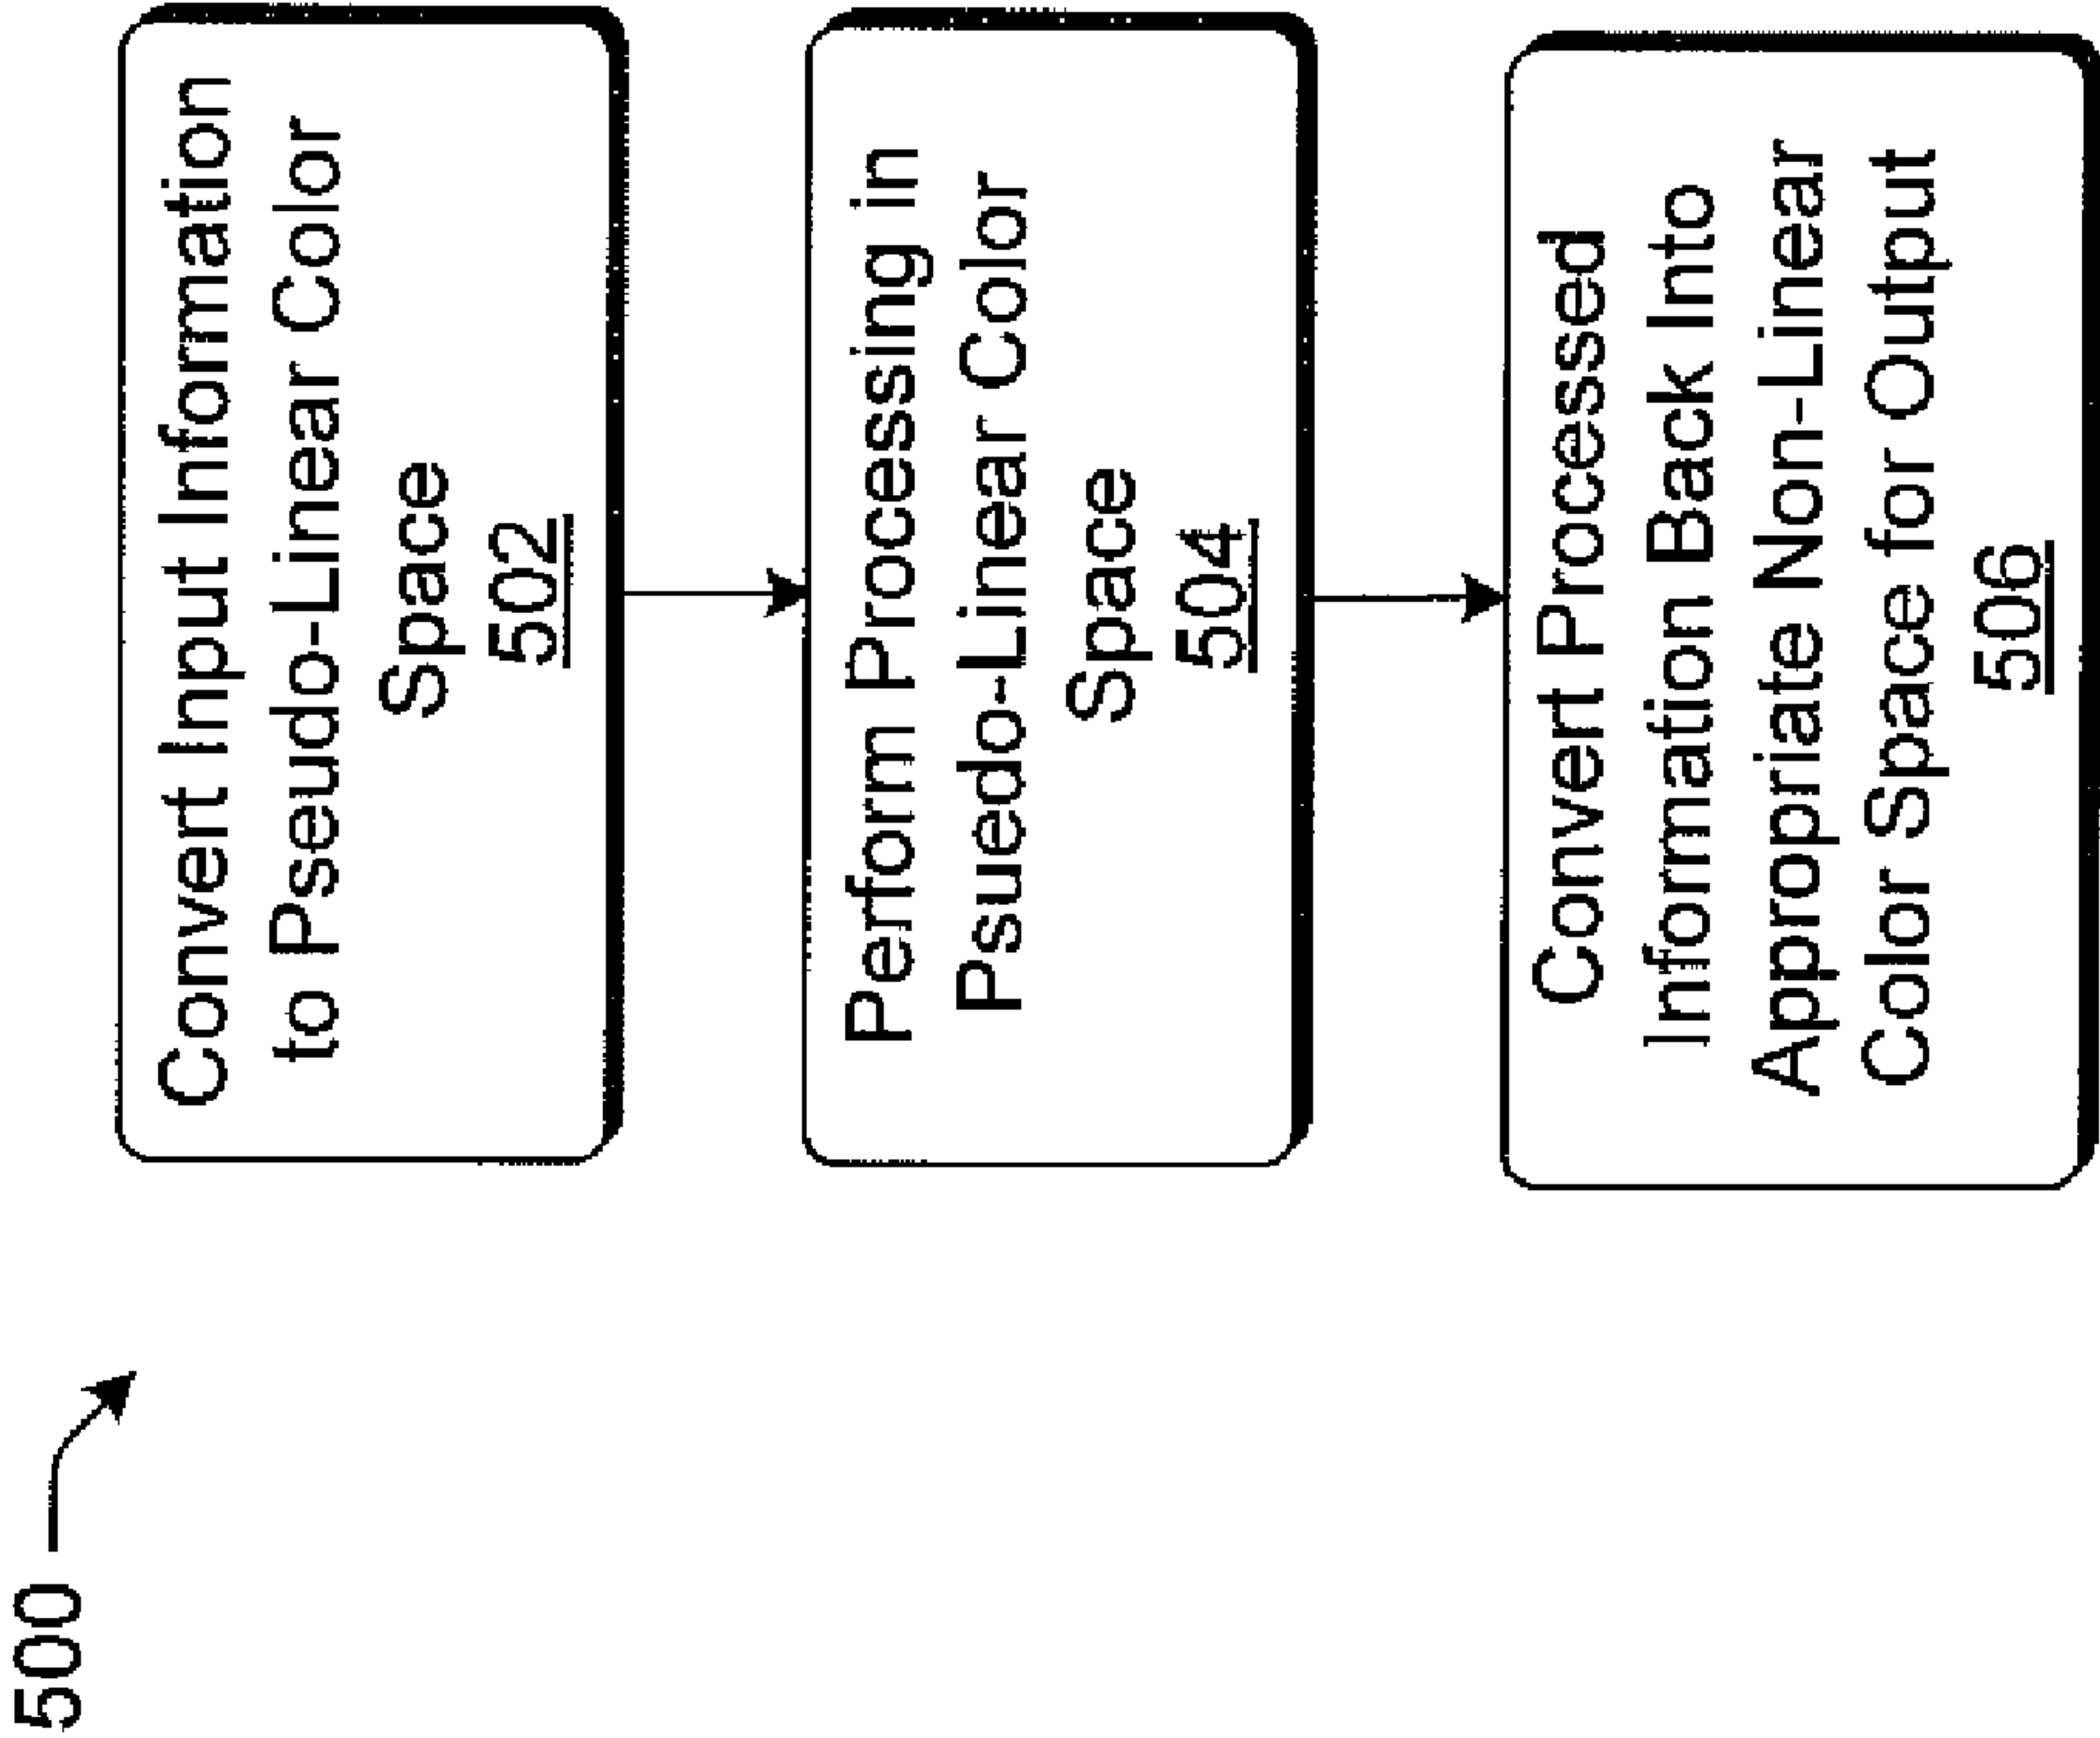 500
Convert Input Information
to Pseudo-Linear Color
Space
502
Perform Processing in
Psuedo-Linear Color
Space
504
Convert Processed
Information Back Into
Appropriate Non-Linear
Color Space for Output
506